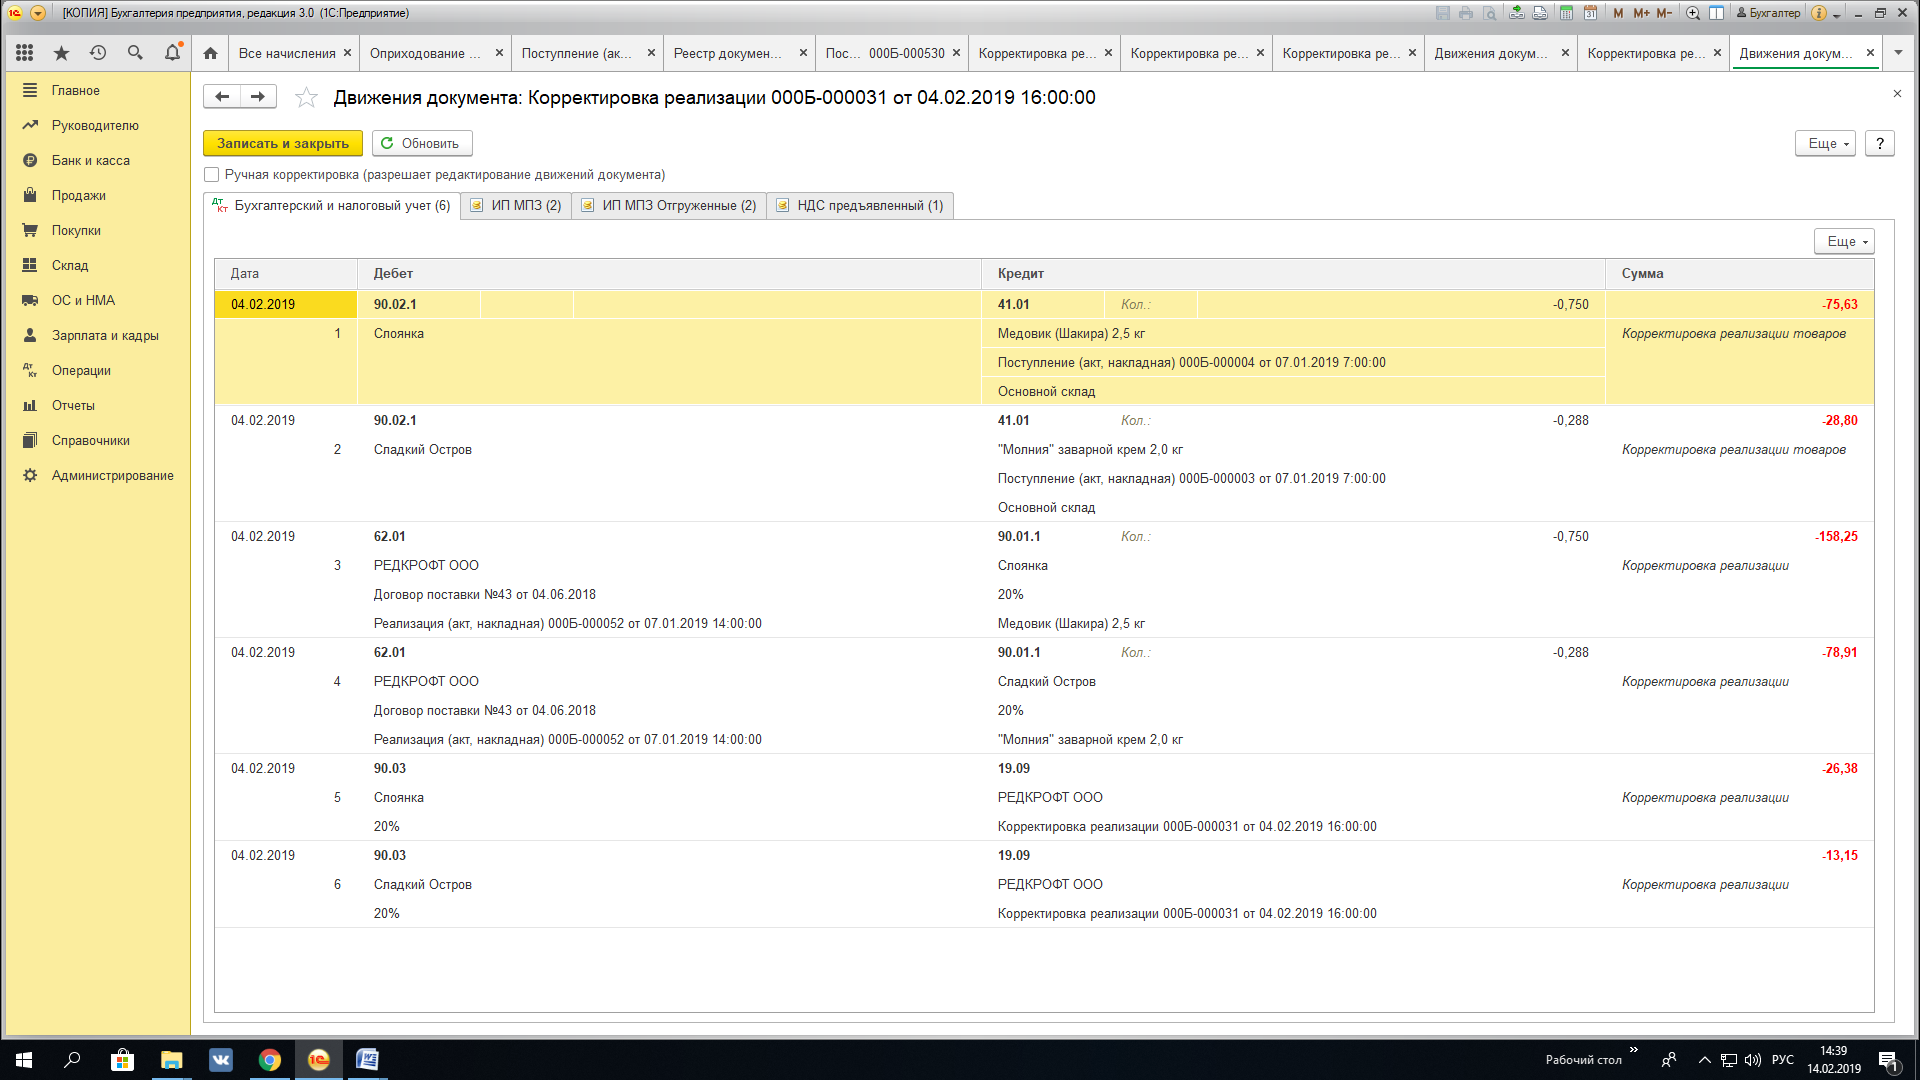 [КОПИЯ] Бухгалтерия предприятия, редакция 3.0 (1С:Предприятие)
M M+ M- Бухгалтер
Все начисления
Оприходование ...
Поступление (ак...
Реестр докумен...
Пос... 000Б-000530
Корректировка ре...
Корректировка ре...
Корректировка ре...
Движения докум...
Корректировка ре...
Движения докум...
Главное
Руководителю
Банк и касса
Продажи
Покупки
Склад
ОС и НМА
Зарплата и кадры
Операции
Отчеты
Справочники
Администрирование
Движения документа: Корректировка реализации 000Б-000031 от 04.02.2019 16:00:00
Записать и закрыть
Обновить
Еще
?
Ручная корректировка (разрешает редактирование движений документа)
Дт Кт Бухгалтерский и налоговый учет (6)
ИП МПЗ (2)
ИП МПЗ Отгруженные (2)
НДС предъявленный (1)
Еще
Дата Дебет Кредит Сумма
04.02.2019 90.02.1 41.01 Кол.: -0,750 -75,63
1 Слоянка Медовик (Шакира) 2,5 кг Корректировка реализации товаров
Поступление (акт, накладная) 000Б-000004 от 07.01.2019 7:00:00
Основной склад
04.02.2019 90.02.1 41.01 Кол.: -0,288 -28,80
2 Сладкий Остров "Молния" заварной крем 2,0 кг Корректировка реализации товаров
Поступление (акт, накладная) 000Б-000003 от 07.01.2019 7:00:00
Основной склад
04.02.2019 62.01 90.01.1 Кол.: -0,750 -158,25
3 РЕДКРОФТ ООО Слоянка Корректировка реализации
Договор поставки №43 от 04.06.2018 20%
Реализация (акт, накладная) 000Б-000052 от 07.01.2019 14:00:00 Медовик (Шакира) 2,5 кг
04.02.2019 62.01 90.01.1 Кол.: -0,288 -78,91
4 РЕДКРОФТ ООО Сладкий Остров Корректировка реализации
Договор поставки №43 от 04.06.2018 20%
Реализация (акт, накладная) 000Б-000052 от 07.01.2019 14:00:00 "Молния" заварной крем 2,0 кг
04.02.2019 90.03 19.09 -26,38
5 Слоянка РЕДКРОФТ ООО Корректировка реализации
20% Корректировка реализации 000Б-000031 от 04.02.2019 16:00:00
04.02.2019 90.03 19.09 -13,15
6 Сладкий Остров РЕДКРОФТ ООО Корректировка реализации
20% Корректировка реализации 000Б-000031 от 04.02.2019 16:00:00
Рабочий стол
РУС
14:39
14.02.2019
1